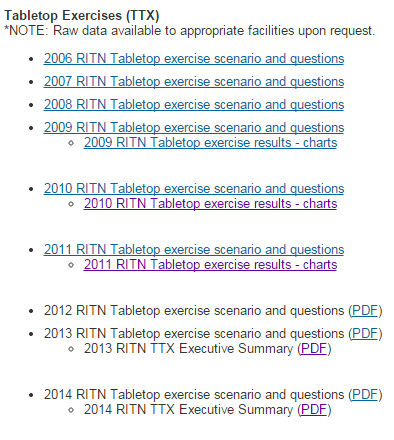 Tabletop Exercises (TTX)
*NOTE: Raw data available to appropriate facilities upon request.
2006 RITN Tabletop exercise scenario and questions
2007 RITN Tabletop exercise scenario and questions
2008 RITN Tabletop exercise scenario and questions
2009 RITN Tabletop exercise scenario and questions
2009 RITN Tabletop exercise results - charts
2010 RITN Tabletop exercise scenario and questions
2010 RITN Tabletop exercise results - charts
2011 RITN Tabletop exercise scenario and questions
2011 RITN Tabletop exercise results - charts
2012 RITN Tabletop exercise scenario and questions (PDF)
2013 RITN Tabletop exercise scenario and questions (PDF)
2013 RITN TTX Executive Summary (PDF)
2014 RITN Tabletop exercise scenario and questions (PDF)
2014 RITN TTX Executive Summary (PDF)